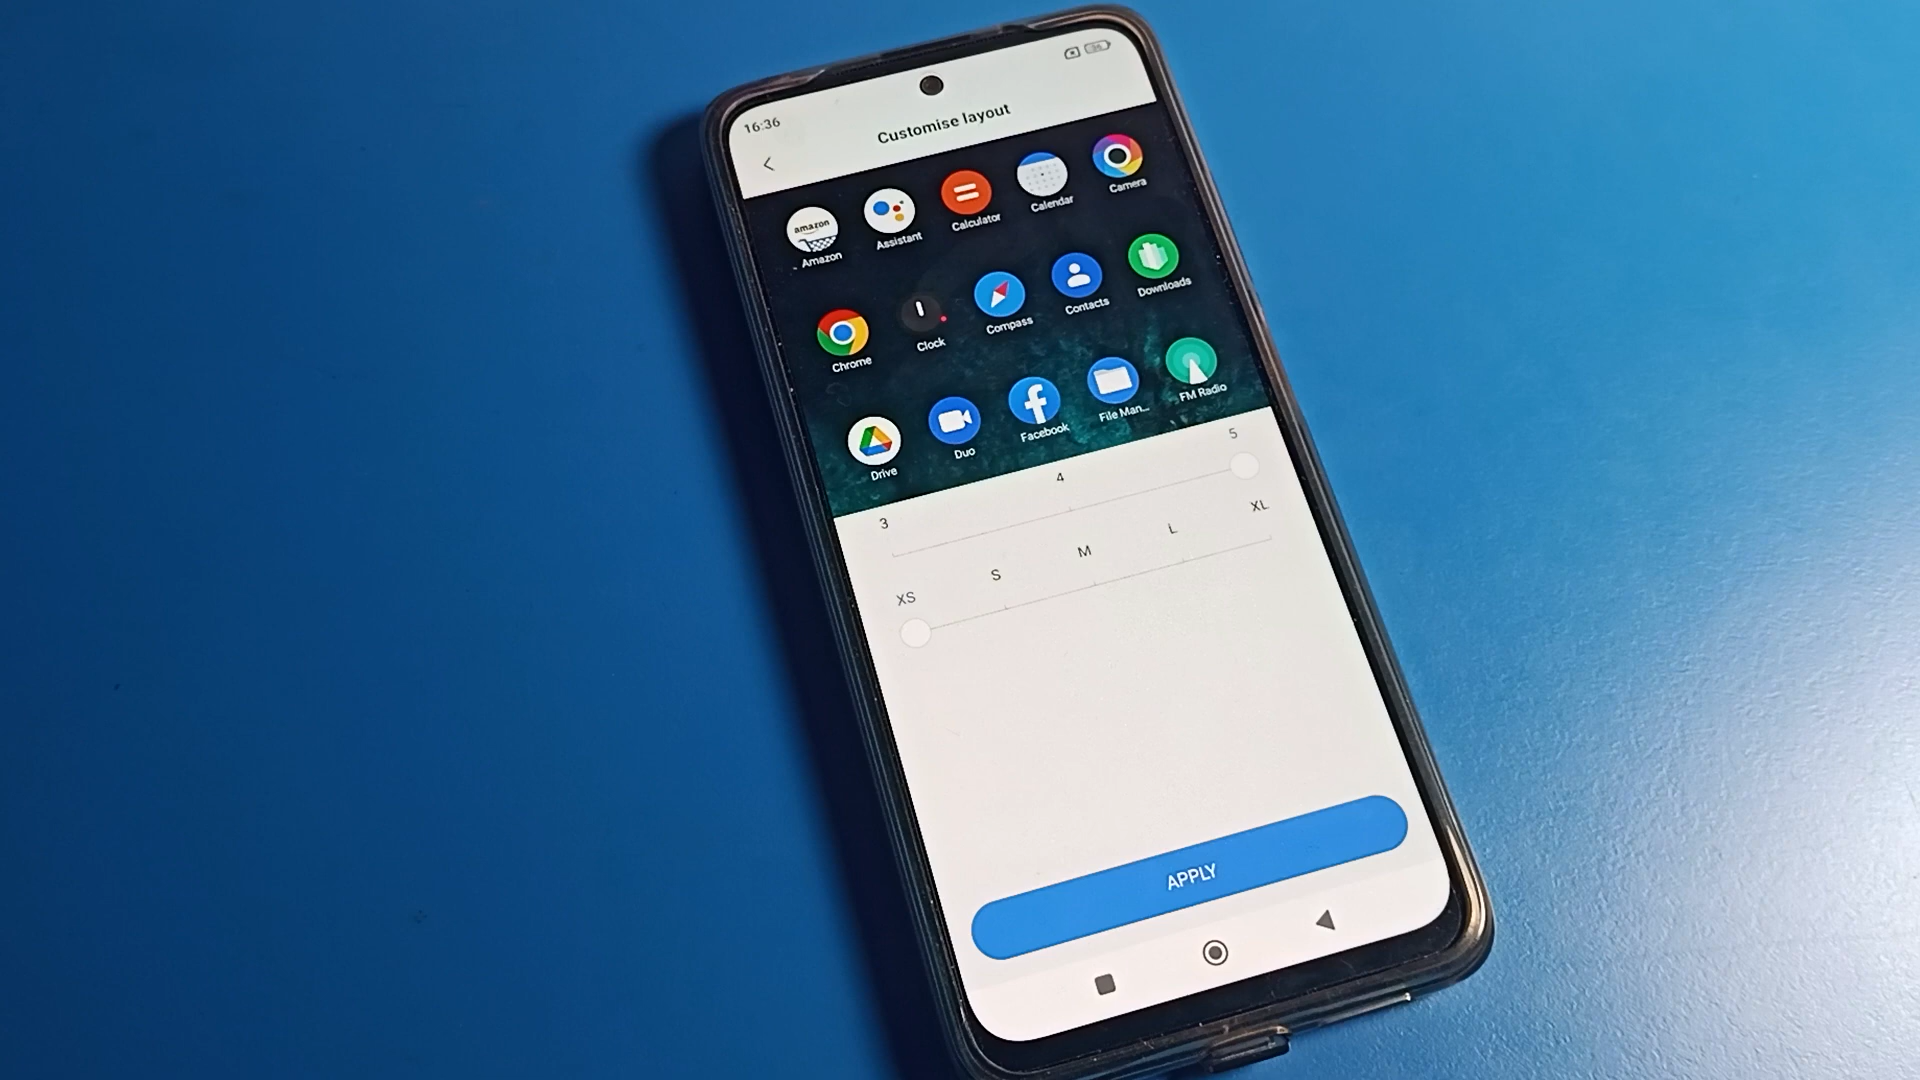 16:36
Customise layout
amazon
Amazon
Assistant
Calculator
Calendar
Camera
Chrome
Clock
Compass
Contacts
Downloads
Drive
Duo
Facebook
File Man...
FM Radio
3
4
5
XS
S
M
L
XL
APPLY